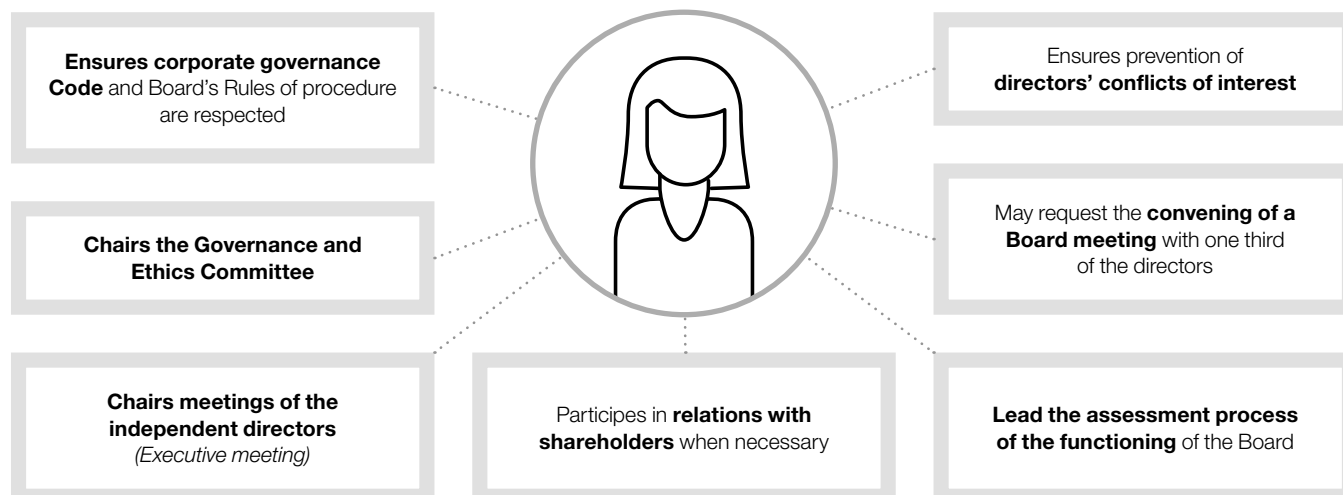 Ensures corporate governance
Code and Board's Rules of procedure
are respected
Chairs the Governance and
Ethics Committee
Chairs meetings of the
independent directors
(Executive meeting)
Participes in relations with
shareholders when necessary
Ensures prevention of
directors' conflicts of interest
May request the convening of a
Board meeting with one third
of the directors
Lead the assessment process
of the functioning of the Board